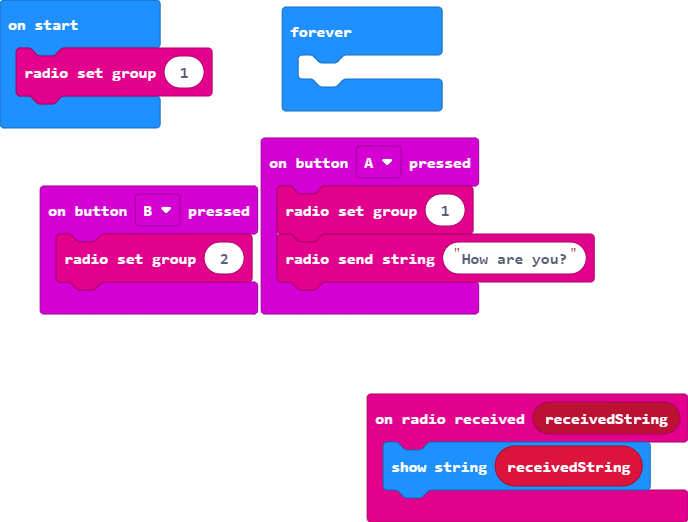 on start
radio set group 1
forever
on button A pressed
radio set group 1
radio send string "How are you?"
on button B pressed
radio set group 2
on radio received receivedString
show string receivedString